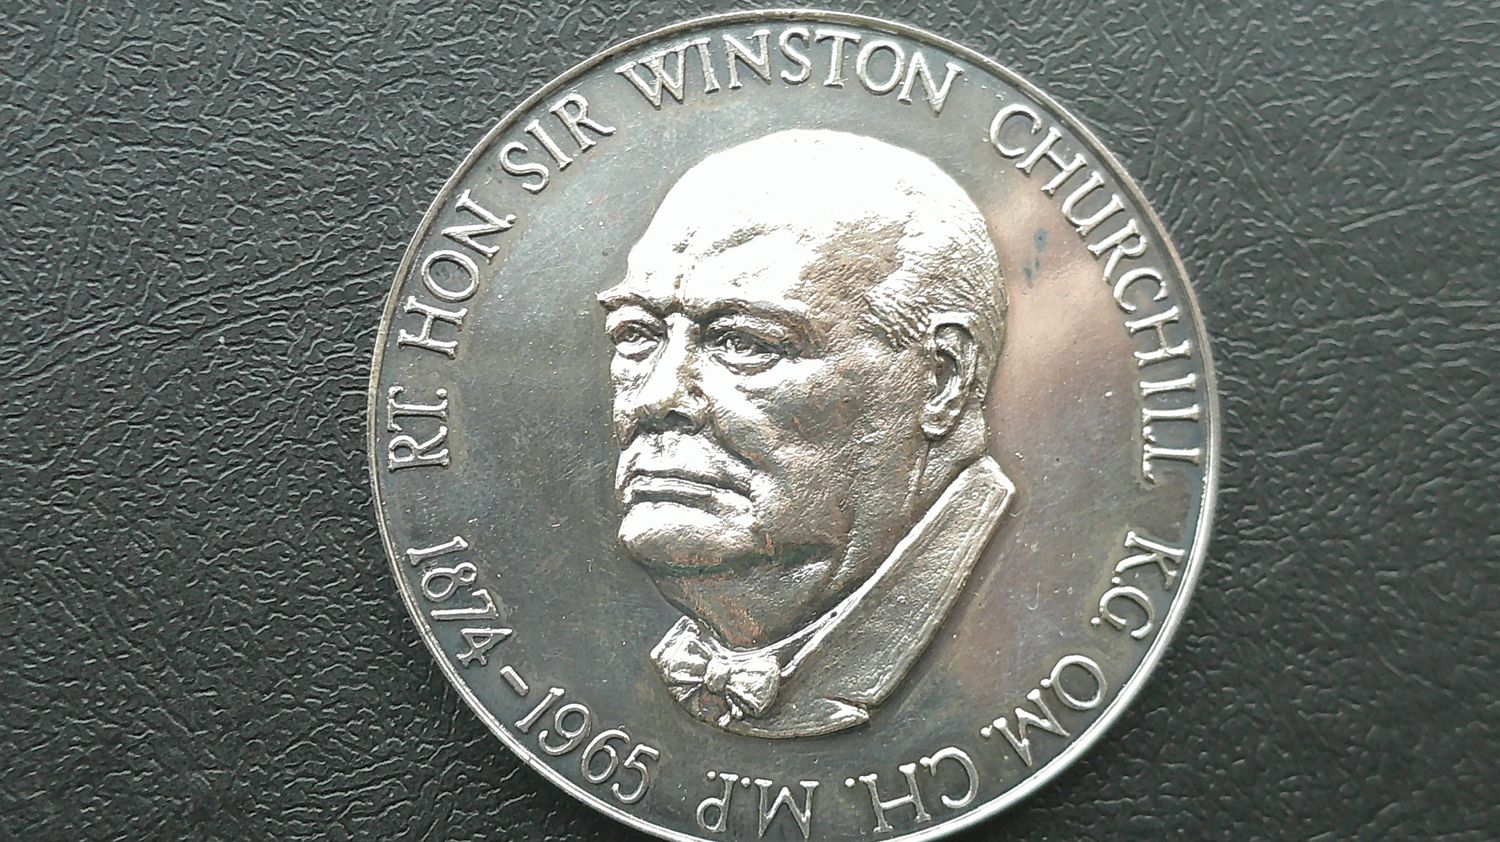 RT. HON. SIR WINSTON CHURCHILL K.G. O.M. C.H. M.P.
1874-1965